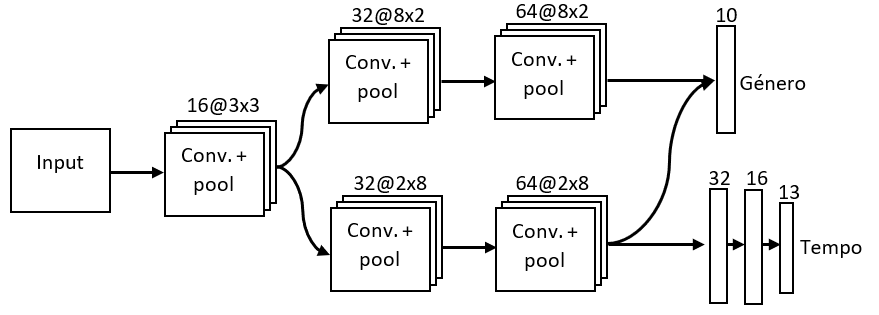 32@8x2
64@8x2
10
Conv. +
pool
Conv. +
pool
Género
16@3x3
Input
Conv. +
pool
32@2x8
64@2x8
32
16
13
Conv. +
pool
Conv. +
pool
Tempo